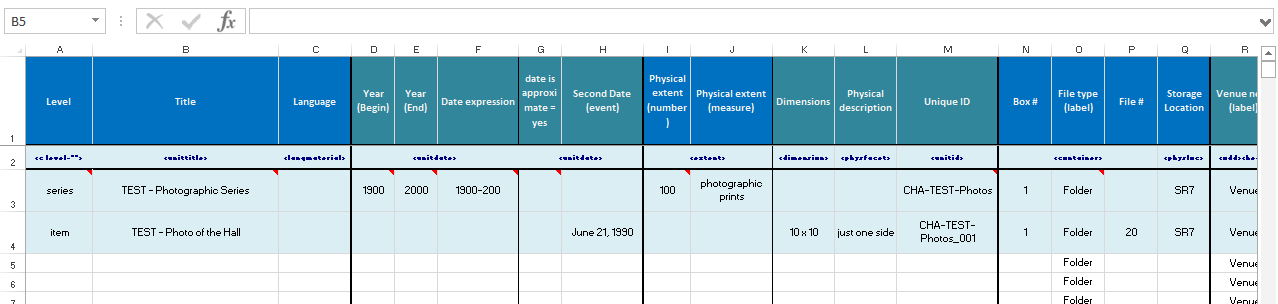 B5
fx
A B C D E F G H I J K L M N O P Q R
1 Level Title Language Year (Begin) Year (End) Date expression date is approxi mate = yes Second Date (event) Physical extent (number ) Physical extent (measure) Dimensions Physical description Unique ID Box # File type (label) File # Storage Location Venue n (label)
2 <c level=""> <unittitle> <langmaterial> <unitdate> <unitdate> <extent> <dimensions> <physfacet> <unitid> <container> <physloc>
3 series TEST - Photographic Series 1900 2000 1900-200 100 photographic prints CHA-TEST-Photos 1 Folder SR7 Venue
4 item TEST - Photo of the Hall June 21, 1990 10 x 10 just one side CHA-TEST-Photos_001 1 Folder 20 SR7 Venue
5 Folder Venue
6 Folder Venue
7 Folder Venue